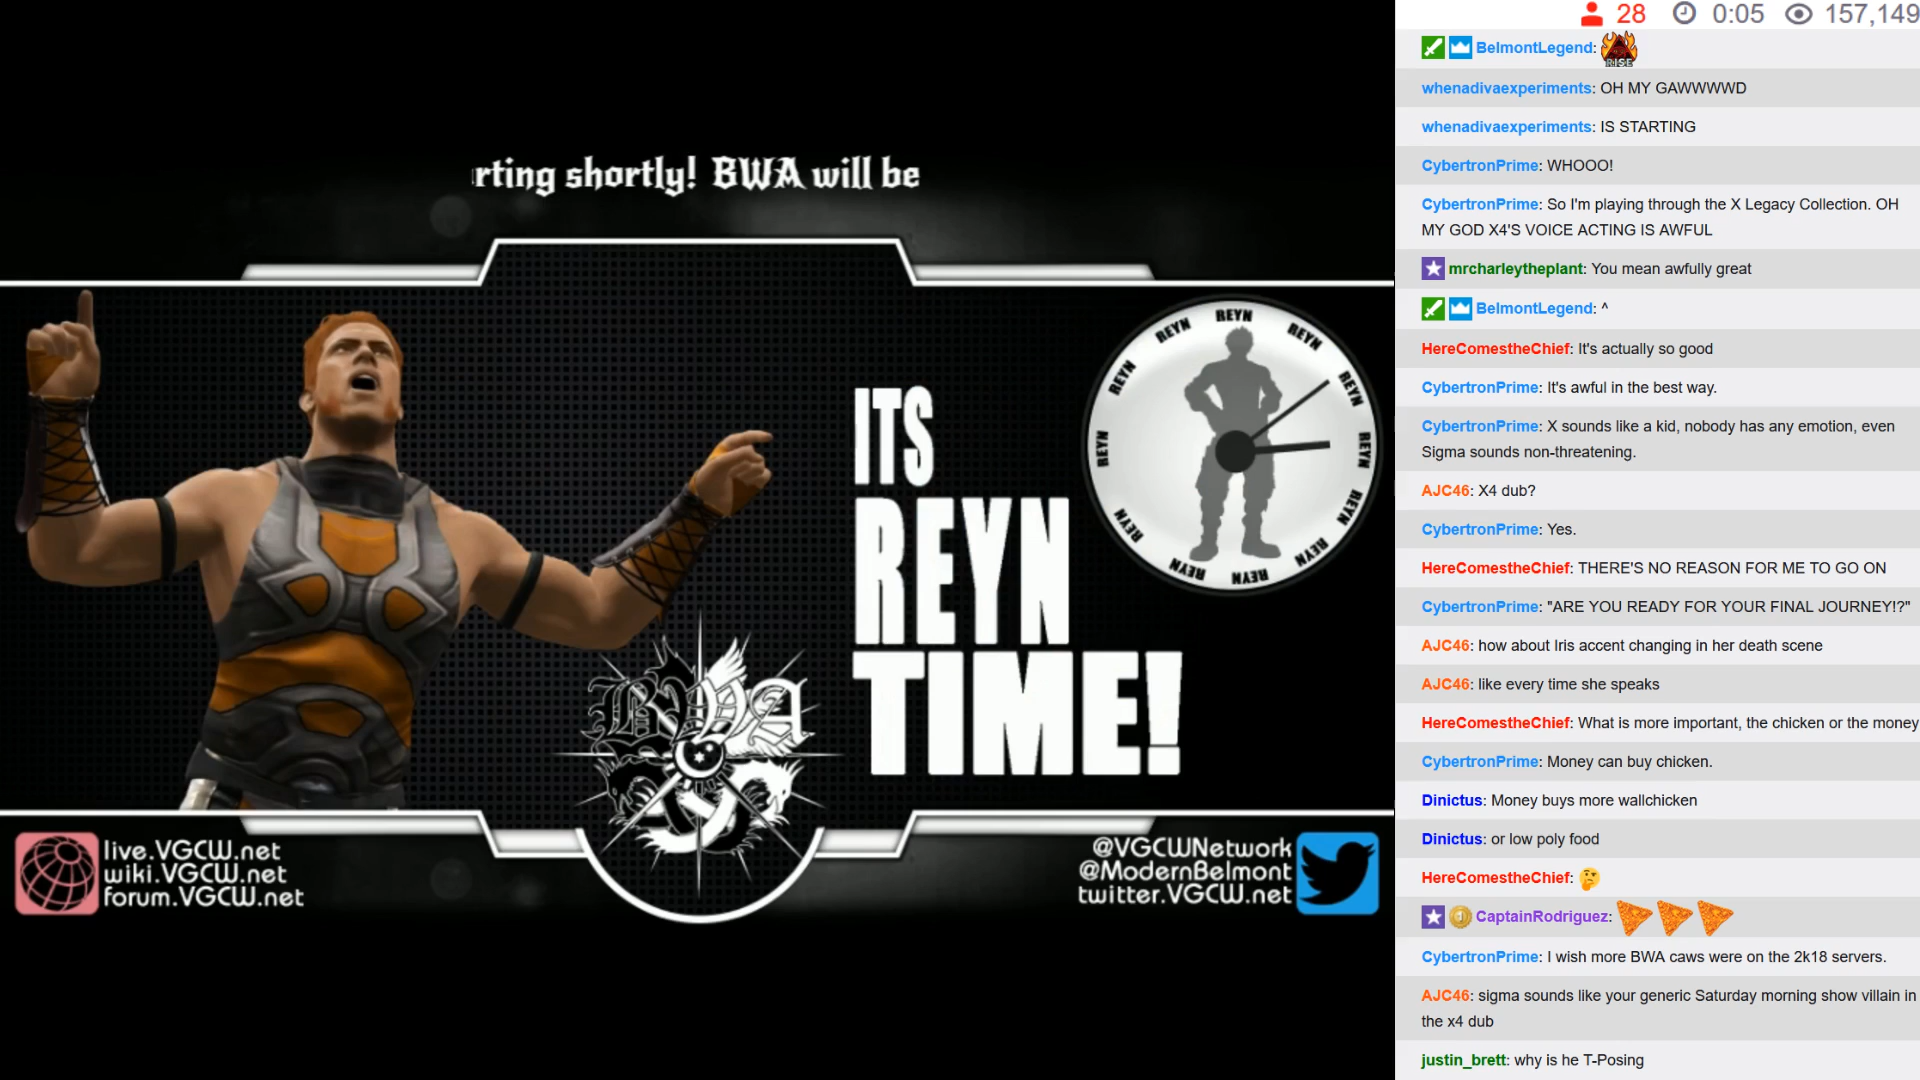 rting shortly! BWA will be
ITS
REYN
TIME!
REYN
REYN
REYN
REYN
REYN
REYN
REYN
REYN
REYN
REYN
REYN
REYN
BWA
live.VGCW.net
wiki.VGCW.net
forum.VGCW.net
@VGCWNetwork
@ModernBelmont
twitter.VGCW.net
28 0:05 157,149
BelmontLegend: RISE
whenadivaexperiments: OH MY GAWWWWD
whenadivaexperiments: IS STARTING
CybertronPrime: WHOOO!
CybertronPrime: So I'm playing through the X Legacy Collection. OH
MY GOD X4'S VOICE ACTING IS AWFUL
mrcharleytheplant: You mean awfully great
BelmontLegend: ^
HereComestheChief: It's actually so good
CybertronPrime: It's awful in the best way.
CybertronPrime: X sounds like a kid, nobody has any emotion, even
Sigma sounds non-threatening.
AJC46: X4 dub?
CybertronPrime: Yes.
HereComestheChief: THERE'S NO REASON FOR ME TO GO ON
CybertronPrime: "ARE YOU READY FOR YOUR FINAL JOURNEY!?"
AJC46: how about Iris accent changing in her death scene
AJC46: like every time she speaks
HereComestheChief: What is more important, the chicken or the money
CybertronPrime: Money can buy chicken.
Dinictus: Money buys more wallchicken
Dinictus: or low poly food
HereComestheChief:
CaptainRodriguez:
CybertronPrime: I wish more BWA caws were on the 2k18 servers.
AJC46: sigma sounds like your generic Saturday morning show villain in
the x4 dub
justin_brett: why is he T-Posing